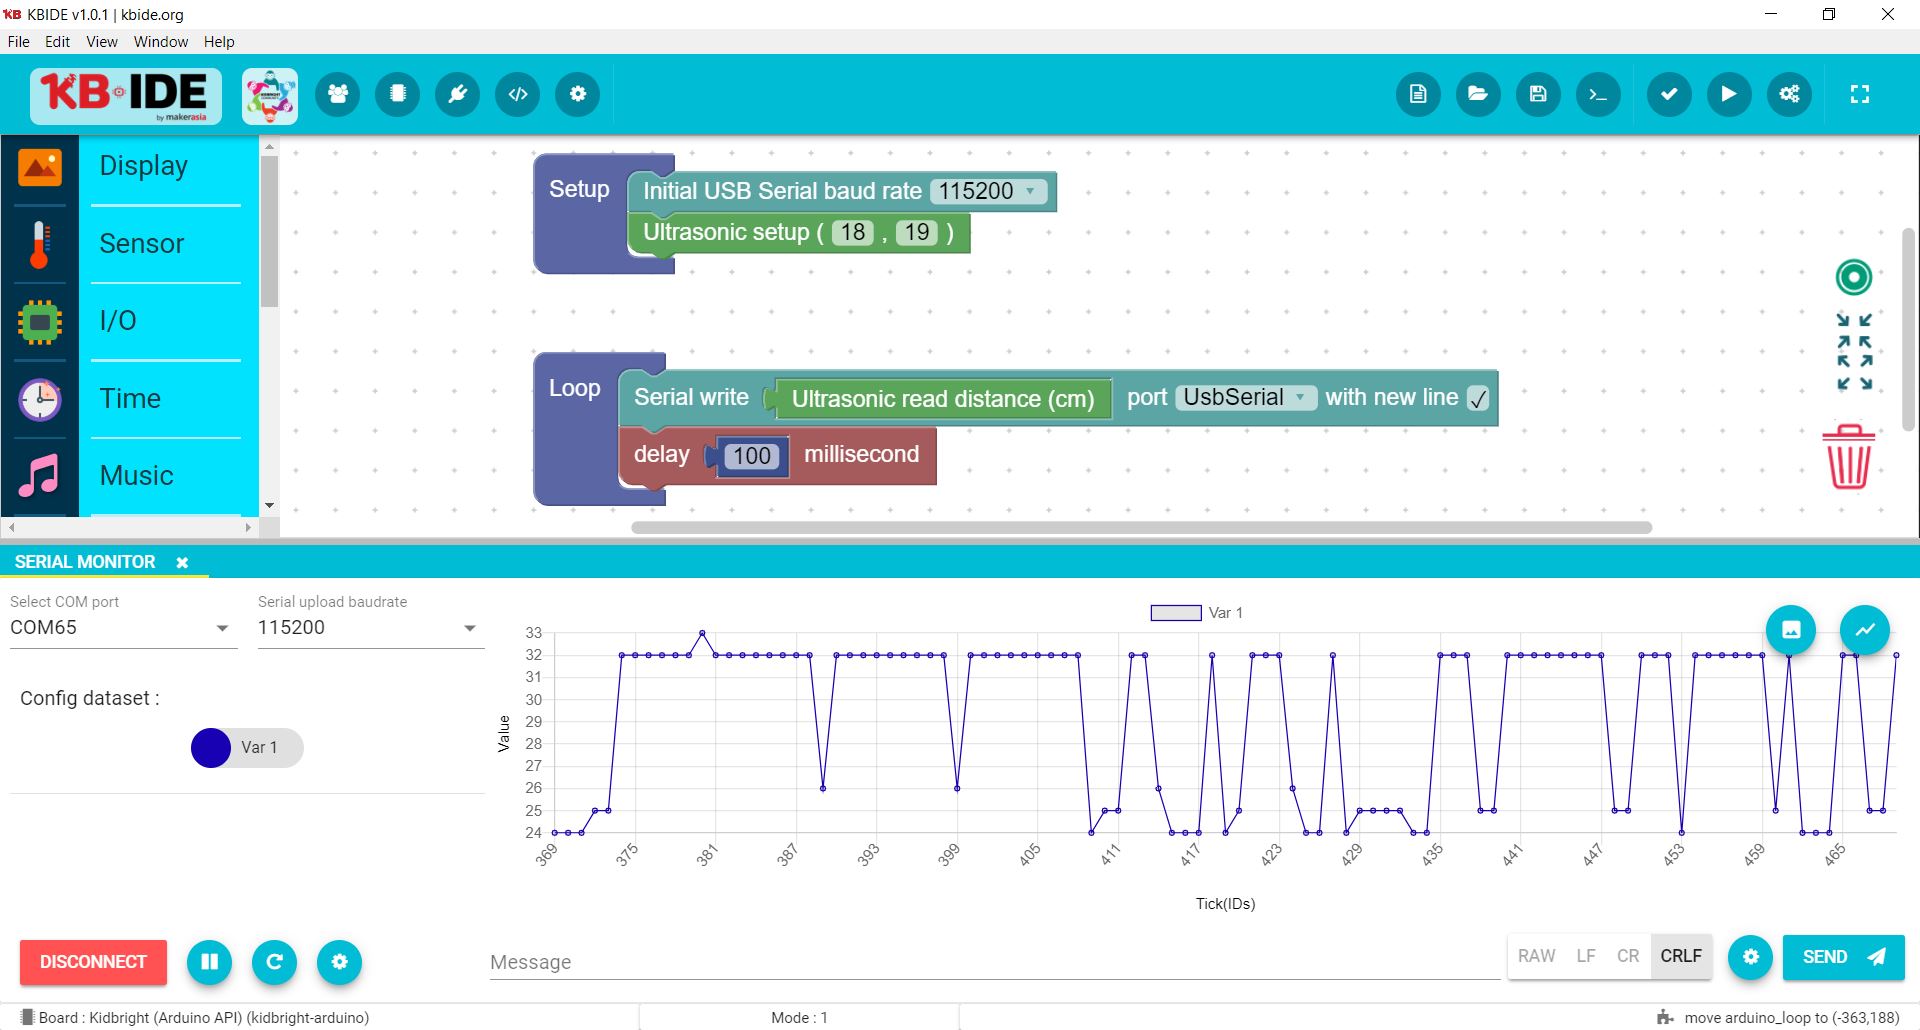 KB KBIDE v1.0.1 | kbide.org
File Edit View Window Help
KB IDE
by makerasia
Display
Sensor
I/O
Time
Music
Setup
Initial USB Serial baud rate 115200
Ultrasonic setup ( 18 , 19 )
Loop
Serial write Ultrasonic read distance (cm) port UsbSerial with new line
delay 100 millisecond
SERIAL MONITOR
Select COM port
COM65
Serial upload baudrate
115200
Config dataset :
Var 1
Var 1
Value
33
32
31
30
29
28
27
26
25
24
369 375 381 387 393 399 405 411 417 423 429 435 441 447 453 459 465
Tick(IDs)
DISCONNECT
Message
RAW LF CR CRLF
SEND
Board : Kidbright (Arduino API) (kidbright-arduino)
Mode : 1
move arduino_loop to (-363,188)